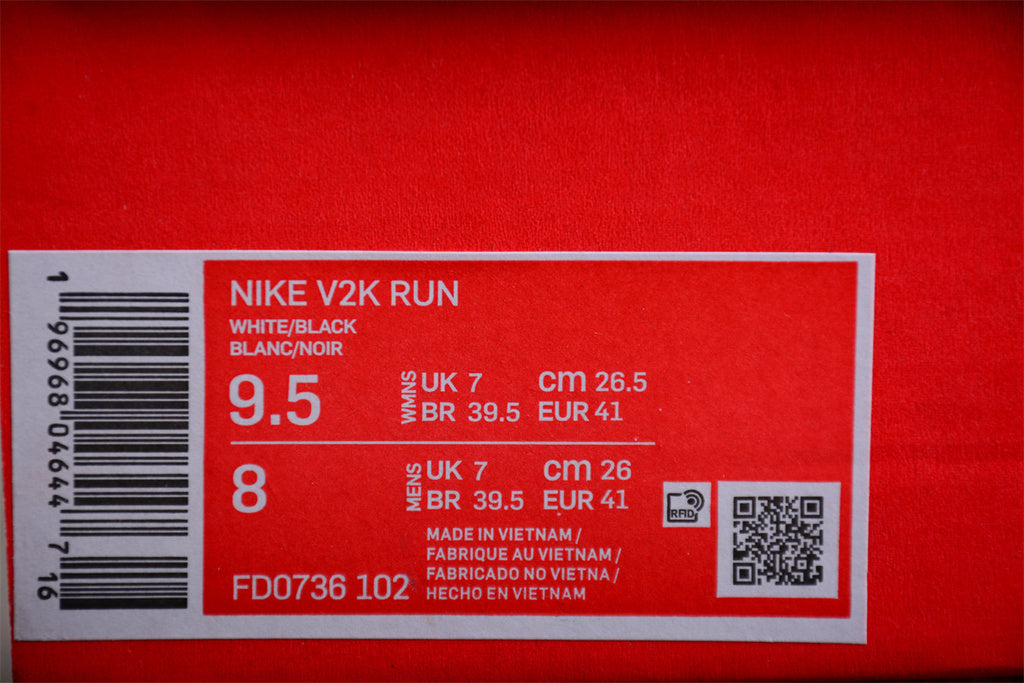 NIKE V2K RUN
WHITE/BLACK
BLANC/NOIR
9.5 WMNS UK 7 cm 26.5
BR 39.5 EUR 41
8 MENS UK 7 cm 26
BR 39.5 EUR 41
MADE IN VIETNAM /
FABRIQUE AU VIETNAM /
FABRICADO NO VIETNA /
HECHO EN VIETNAM
FD0736 102
RFID
1 96968 04644 7 16